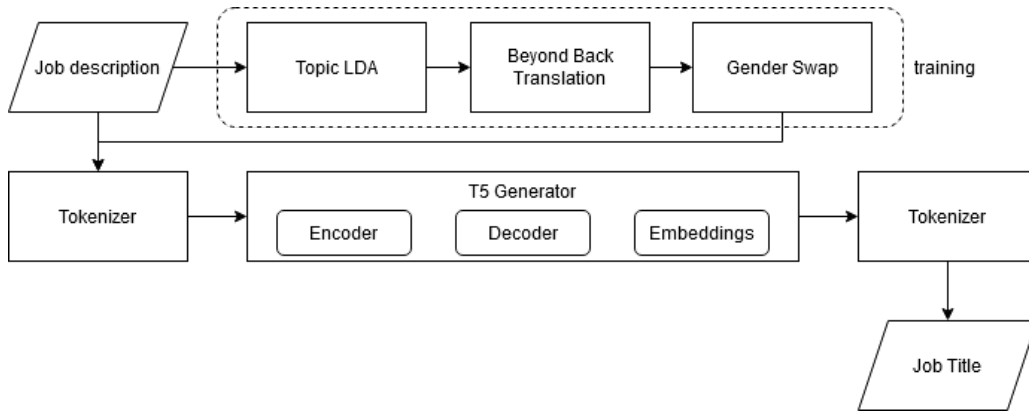 Job description
Topic LDA
Beyond Back
Translation
Gender Swap
training
Tokenizer
T5 Generator
Encoder
Decoder
Embeddings
Tokenizer
Job Title